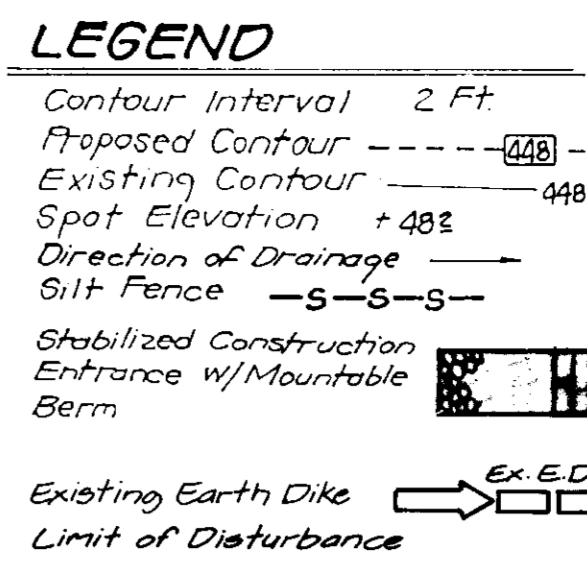 LEGEND
Contour Interval 2 Ft.
Proposed Contour 448
Existing Contour 448
Spot Elevation + 48²
Direction of Drainage
Silt Fence —S—S—S—
Stabilized Construction
Entrance w/Mountable
Berm
Ex. E.D
Existing Earth Dike
Limit of Disturbance